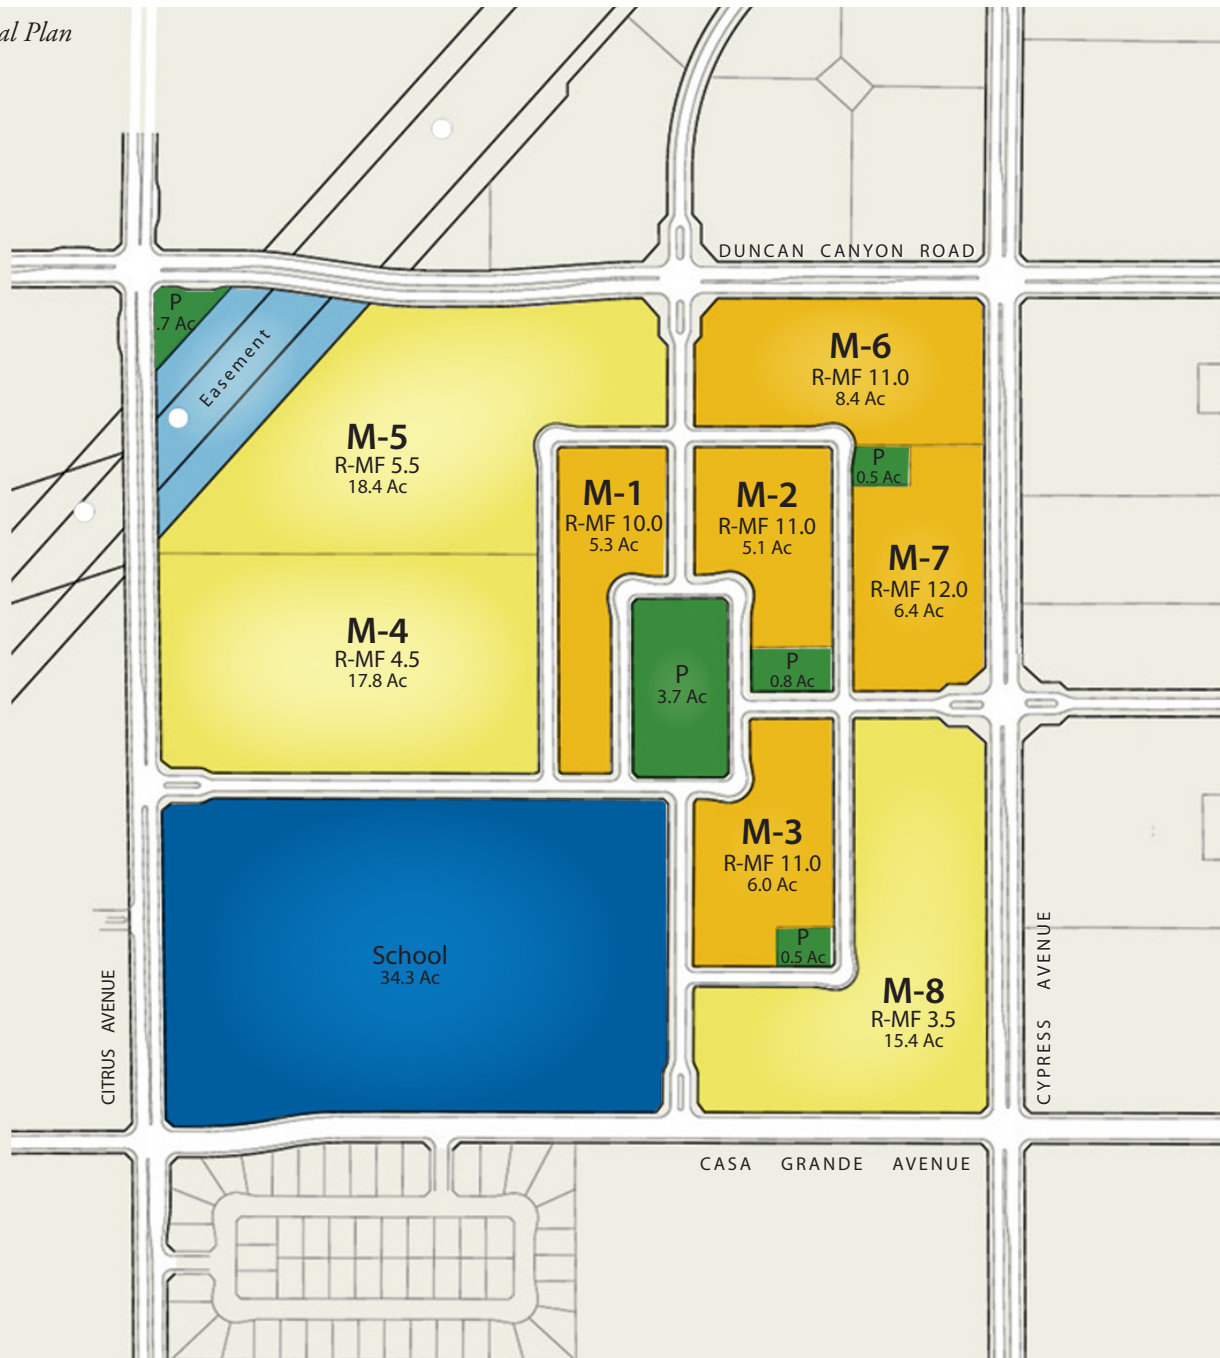 al Plan
DUNCAN CANYON ROAD
P
.7 Ac
Easement
M-6
R-MF 11.0
8.4 Ac
M-5
R-MF 5.5
18.4 Ac
P
0.5 Ac
M-1
R-MF 10.0
5.3 Ac
M-2
R-MF 11.0
5.1 Ac
M-7
R-MF 12.0
6.4 Ac
M-4
R-MF 4.5
17.8 Ac
P
3.7 Ac
P
0.8 Ac
M-3
R-MF 11.0
6.0 Ac
School
34.3 Ac
P
0.5 Ac
M-8
R-MF 3.5
15.4 Ac
CITRUS AVENUE
CYPRESS AVENUE
CASA GRANDE AVENUE